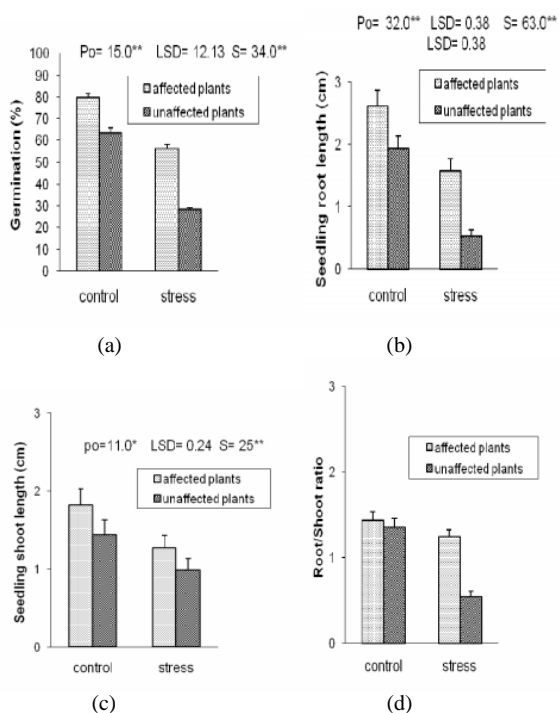 Po= 15.0** LSD= 12.13 S= 34.0**
affected plants
unaffected plants
Germination (%)
100
90
80
70
60
50
40
30
20
10
0
control stress
(a)
Po= 32.0** LSD= 0.38 S= 63.0**
LSD= 0.38
affected plants
unaffected plants
Seedling root length (cm)
3
2
1
0
control stress
(b)
po=11.0* LSD= 0.24 S= 25**
affected plants
unaffected plants
Seedling shoot length (cm)
3
2
1
0
control stress
(c)
affected plants
unaffected plants
Root/Shoot ratio
3
2
1
0
control stress
(d)